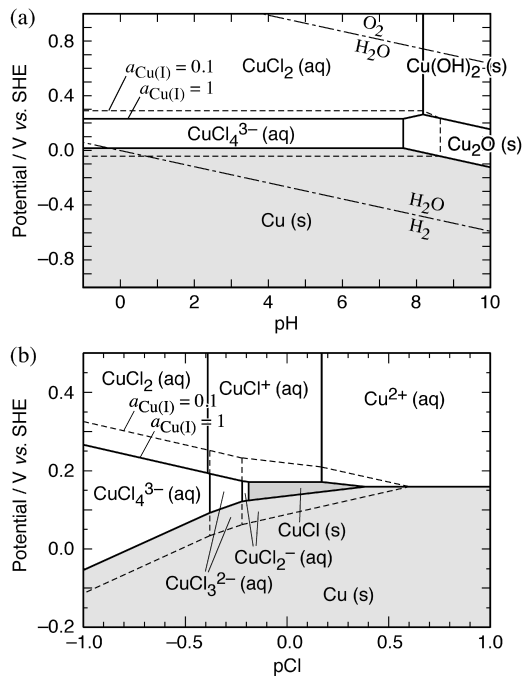 (a)
0.8
0.4
0.0
−0.4
−0.8
Potential / V vs. SHE
O2
H2O
CuCl2 (aq)
Cu(OH)2 (s)
aCu(I) = 0.1
aCu(I) = 1
CuCl4^3− (aq)
Cu2O (s)
Cu (s)
H2O
H2
0 2 4 6 8 10
pH
(b)
0.4
0.2
0.0
−0.2
Potential / V vs. SHE
CuCl2 (aq)
CuCl+ (aq)
Cu2+ (aq)
aCu(I) = 0.1
aCu(I) = 1
CuCl4^3− (aq)
CuCl (s)
CuCl2− (aq)
CuCl3^2− (aq)
Cu (s)
−1.0 −0.5 0.0 0.5 1.0
pCl